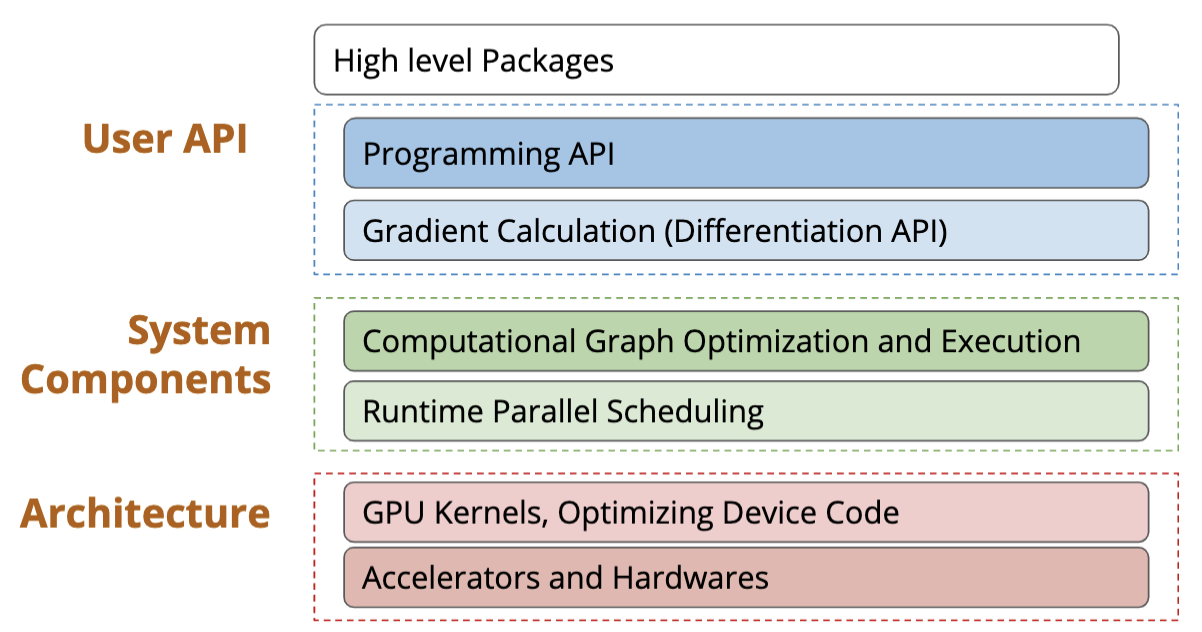 High level Packages
User API
Programming API
Gradient Calculation (Differentiation API)
System
Components
Computational Graph Optimization and Execution
Runtime Parallel Scheduling
Architecture
GPU Kernels, Optimizing Device Code
Accelerators and Hardwares